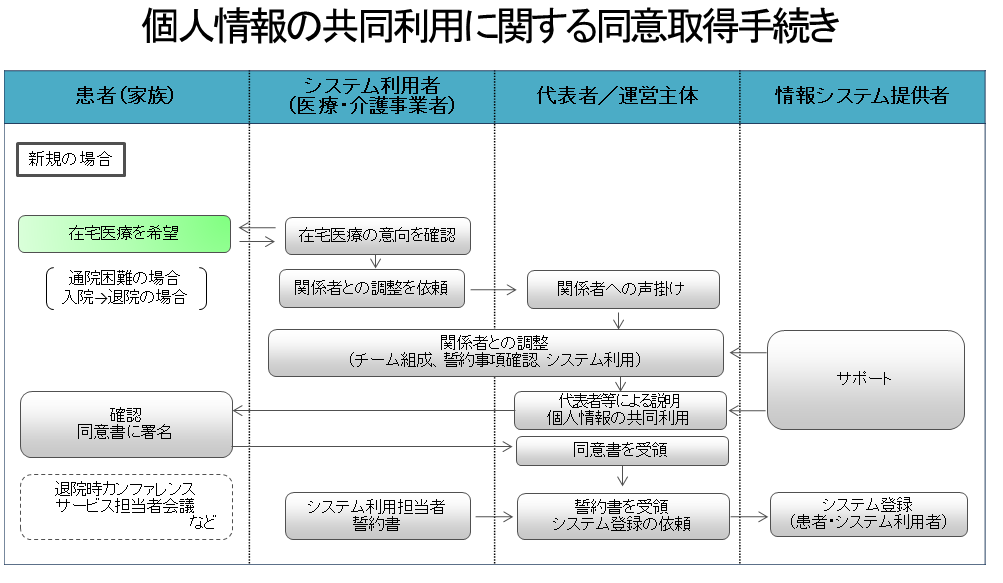 個人情報の共同利用に関する同意取得手続き
患者(家族)
システム利用者
(医療・介護事業者)
代表者/運営主体
情報システム提供者
新規の場合
在宅医療を希望
在宅医療の意向を確認
通院困難の場合
入院→退院の場合
関係者との調整を依頼
関係者への声掛け
関係者との調整
(チーム組成、誓約事項確認、システム利用)
サポート
確認
同意書に署名
代表者等による説明
個人情報の共同利用
同意書を受領
退院時カンファレンス
サービス担当者会議
など
システム利用担当者
誓約書
誓約書を受領
システム登録の依頼
システム登録
(患者・システム利用者)